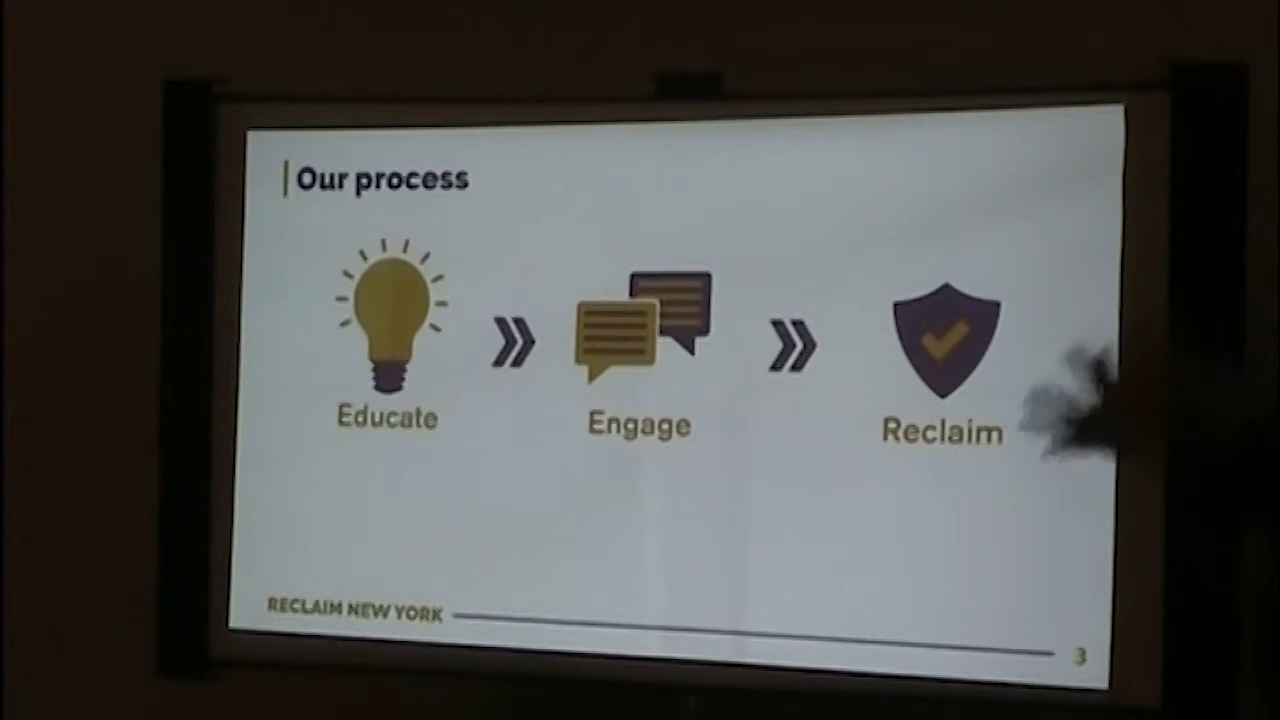 Our process
Educate
Engage
Reclaim
RECLAIM NEW YORK
3